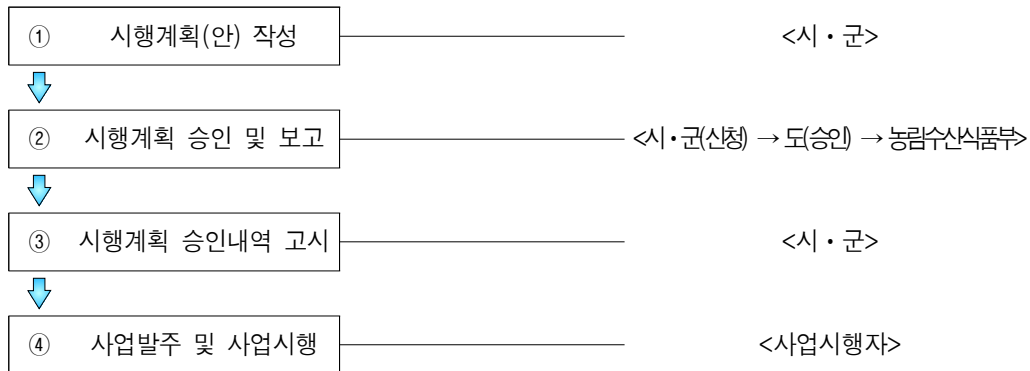 ① 시행계획(안) 작성 <시・군>
② 시행계획 승인 및 보고 <시・군(신청) → 도(승인) → 농림수산식품부>
③ 시행계획 승인내역 고시 <시・군>
④ 사업발주 및 사업시행 <사업시행자>